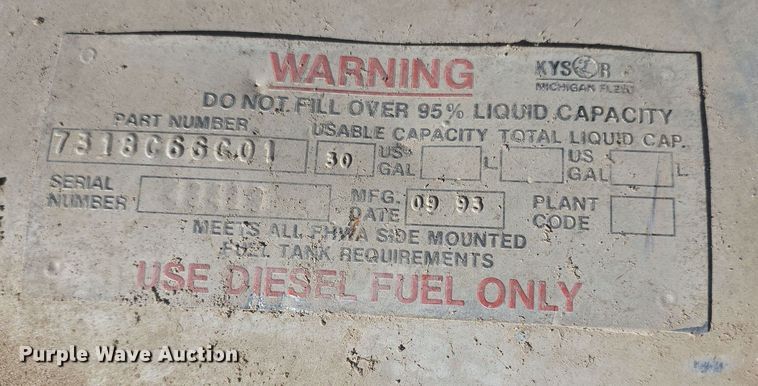 WARNING
KYSOR
MICHIGAN FLEET
DO NOT FILL OVER 95% LIQUID CAPACITY
PART NUMBER USABLE CAPACITY TOTAL LIQUID CAP.
7318C66G01 30 US GAL L US GAL L
SERIAL NUMBER MFG. DATE 09 93 PLANT CODE
MEETS ALL FHWA SIDE MOUNTED
FUEL TANK REQUIREMENTS
USE DIESEL FUEL ONLY
Purple Wave Auction